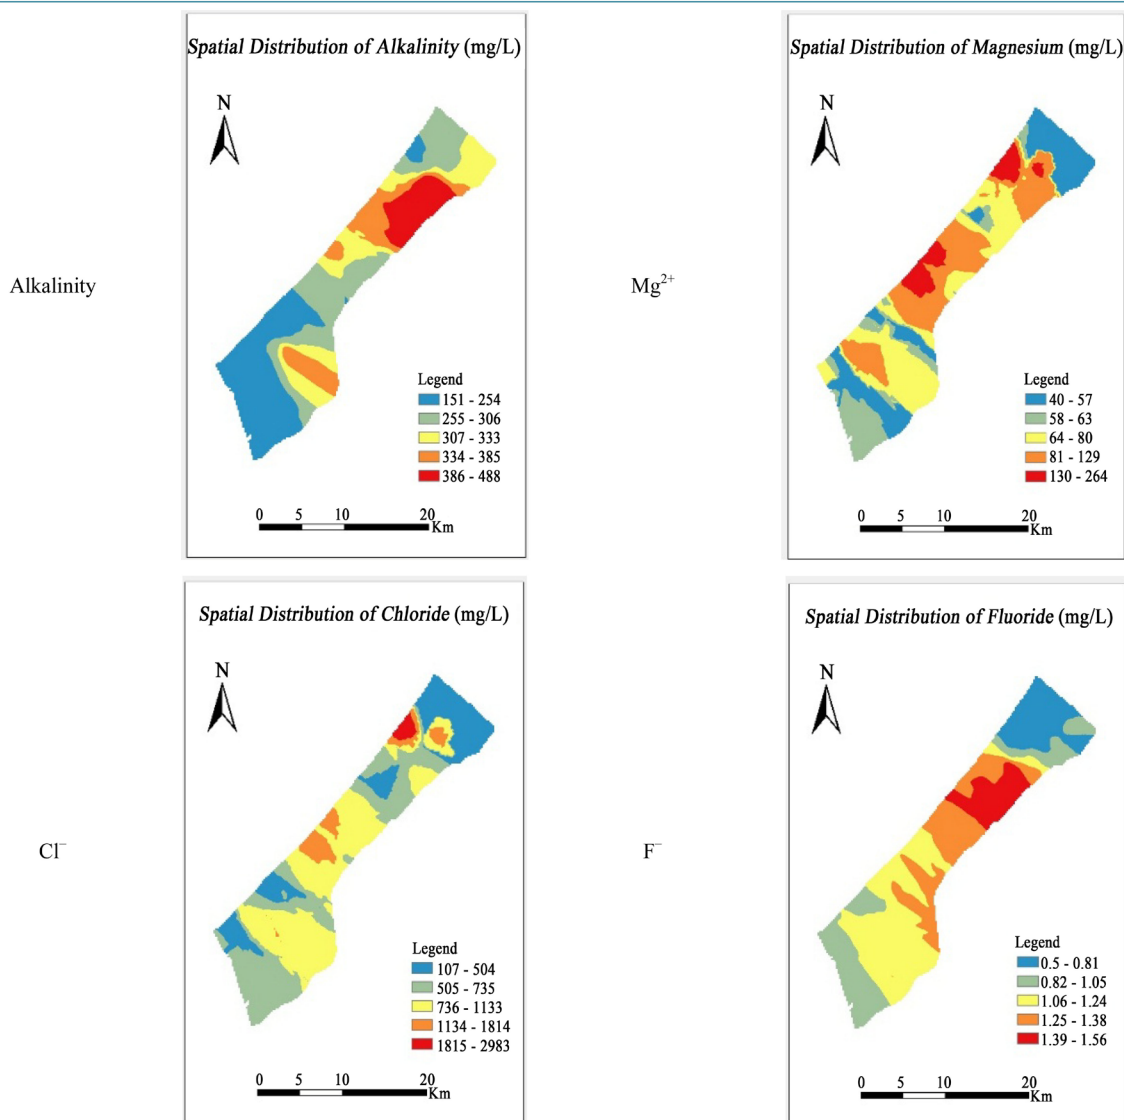 Spatial Distribution of Alkalinity (mg/L)
N
Alkalinity
Legend
151 - 254
255 - 306
307 - 333
334 - 385
386 - 488
0 5 10 20
Km
Spatial Distribution of Magnesium (mg/L)
N
Mg²⁺
Legend
40 - 57
58 - 63
64 - 80
81 - 129
130 - 264
0 5 10 20
Km
Spatial Distribution of Chloride (mg/L)
N
Cl⁻
Legend
107 - 504
505 - 735
736 - 1133
1134 - 1814
1815 - 2983
0 5 10 20
Km
Spatial Distribution of Fluoride (mg/L)
N
F⁻
Legend
0.5 - 0.81
0.82 - 1.05
1.06 - 1.24
1.25 - 1.38
1.39 - 1.56
0 5 10 20
Km